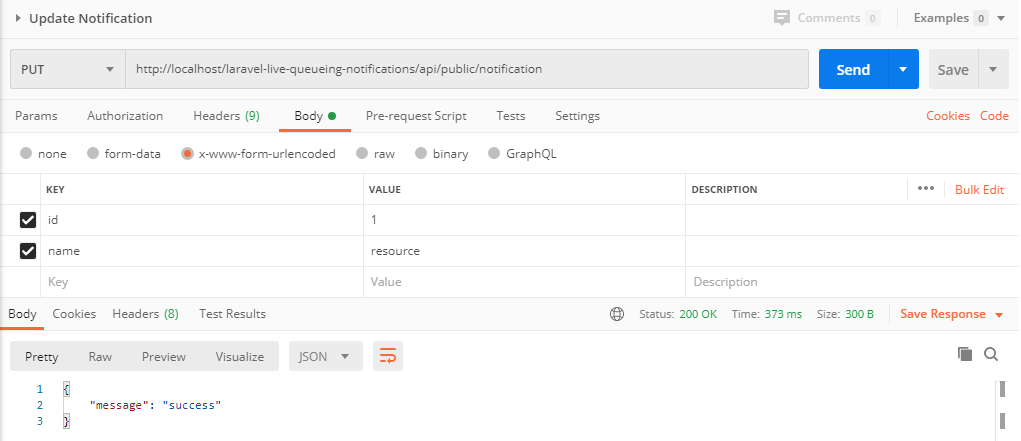 Update Notification Comments 0 Examples 0
PUT http://localhost/laravel-live-queueing-notifications/api/public/notification Send Save
Params Authorization Headers (9) Body Pre-request Script Tests Settings Cookies Code
none form-data x-www-form-urlencoded raw binary GraphQL
KEY VALUE DESCRIPTION ••• Bulk Edit
id 1
name resource
Key Value Description
Body Cookies Headers (8) Test Results Status: 200 OK Time: 373 ms Size: 300 B Save Response
Pretty Raw Preview Visualize JSON
1 {
2 "message": "success"
3 }